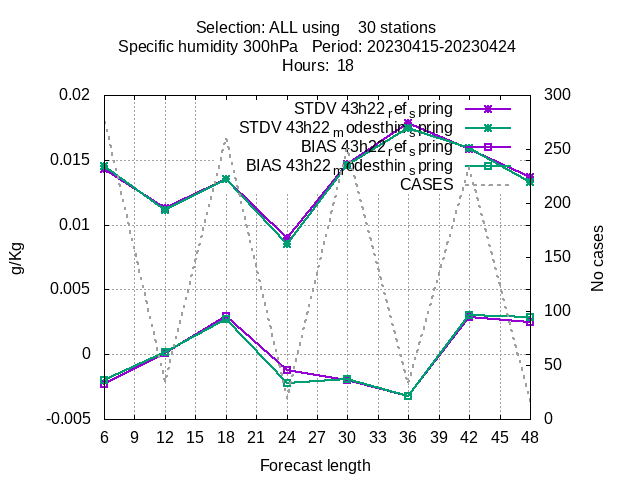 Selection: ALL using 30 stations
Specific humidity 300hPa Period: 20230415-20230424
Hours: 18
0.02
0.015
0.01
0.005
0
-0.005
300
250
200
150
100
50
0
STDV 43h22_ref_spring
STDV 43h22_modesthin_spring
BIAS 43h22_ref_spring
BIAS 43h22_modesthin_spring
CASES
g/Kg
No cases
6 9 12 15 18 21 24 27 30 33 36 39 42 45 48
Forecast length